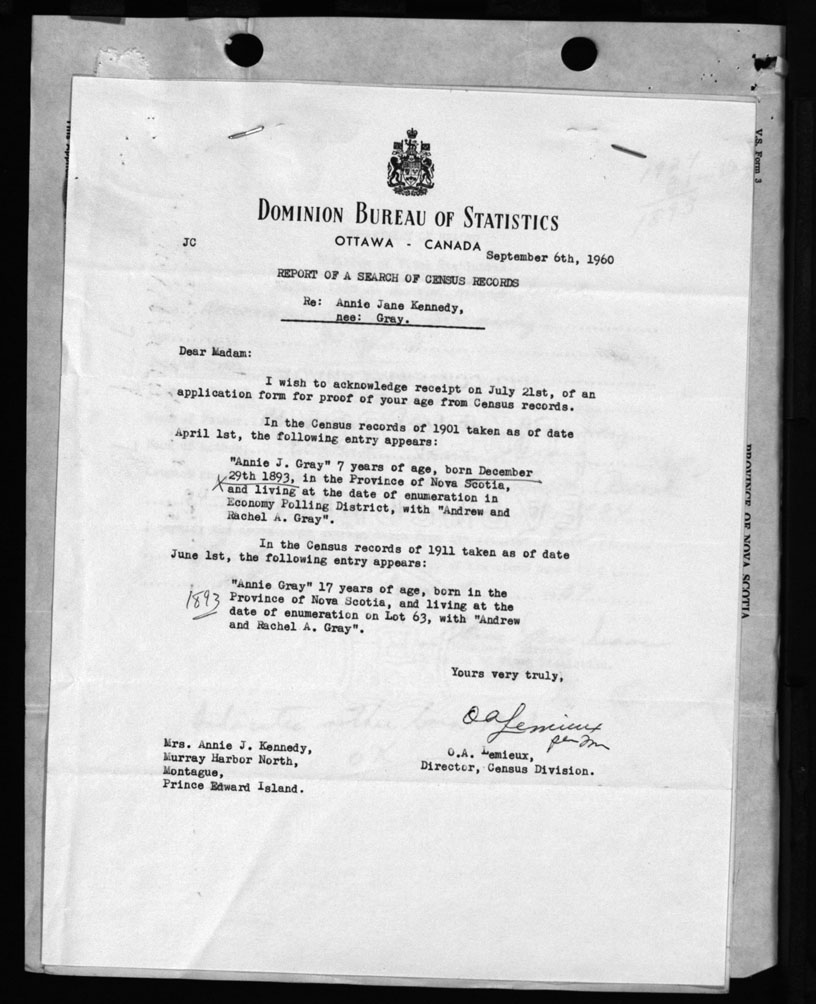 V.S. Form 3
DOMINION BUREAU OF STATISTICS
OTTAWA - CANADA
JC
September 6th, 1960
REPORT OF A SEARCH OF CENSUS RECORDS
Re: Annie Jane Kennedy,
nee: Gray.
Dear Madam:
I wish to acknowledge receipt on July 21st, of an
application form for proof of your age from Census records.
In the Census records of 1901 taken as of date
April 1st, the following entry appears:
"Annie J. Gray" 7 years of age, born December
X 29th 1893, in the Province of Nova Scotia,
and living at the date of enumeration in
Economy Polling District, with "Andrew and
Rachel A. Gray".
In the Census records of 1911 taken as of date
June 1st, the following entry appears:
"Annie Gray" 17 years of age, born in the
1893 Province of Nova Scotia, and living at the
date of enumeration on Lot 63, with "Andrew
and Rachel A. Gray".
PROVINCE OF NOVA SCOTIA
Yours very truly,
OA Lemieux
per
O.A. Lemieux,
Director, Census Division.
Mrs. Annie J. Kennedy,
Murray Harbor North,
Montague,
Prince Edward Island.